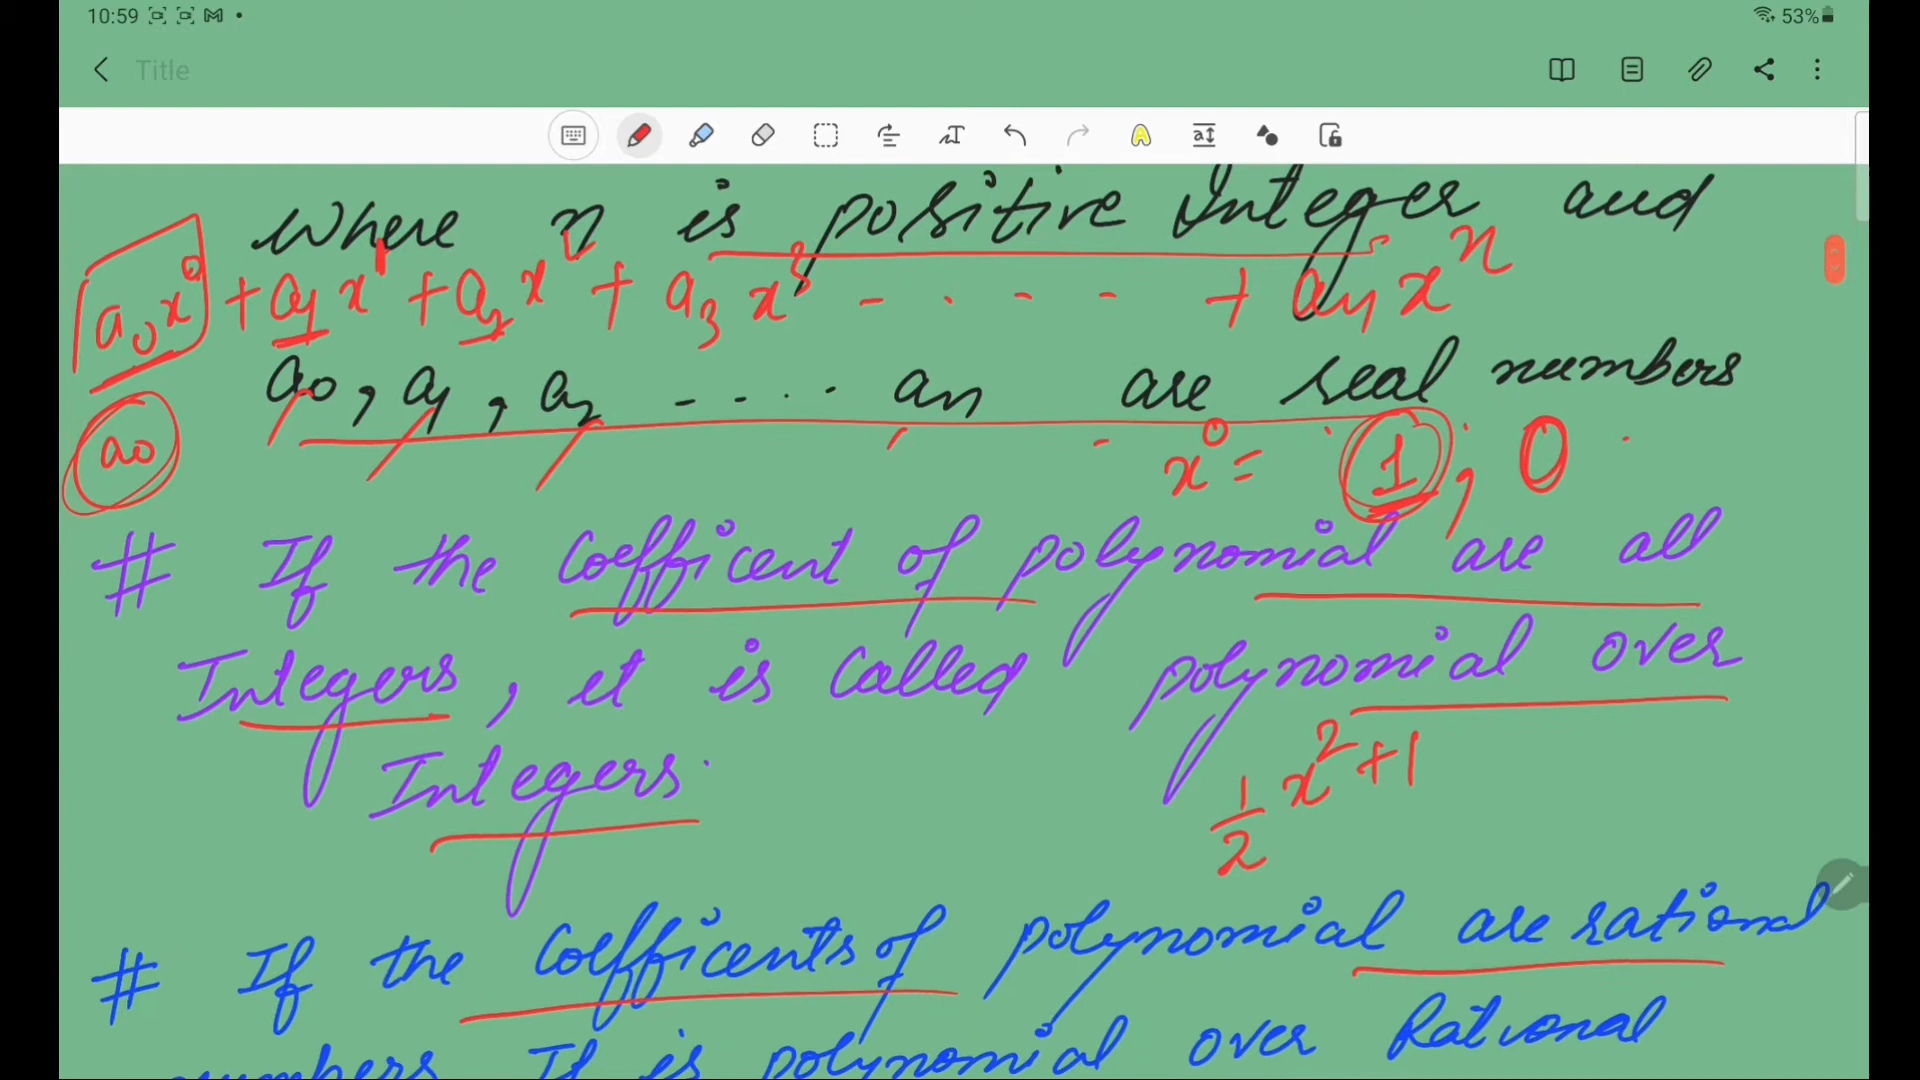 10:59
53%
Title
Where n is positive Integer and
a₀x⁰ + a₁x¹ + a₂x² + a₃x³ - . - - + aₙxⁿ
a₀, a₁, a₂ - . . . . aₙ are real numbers
a₀
x⁰ = 1, 0
# If the Coefficent of polynomial are all
Integers, it is Called polynomial over
Integers.
1/2 x² + 1
# If the Coefficents of polynomial are rational
numbers It is polynomial over Rational